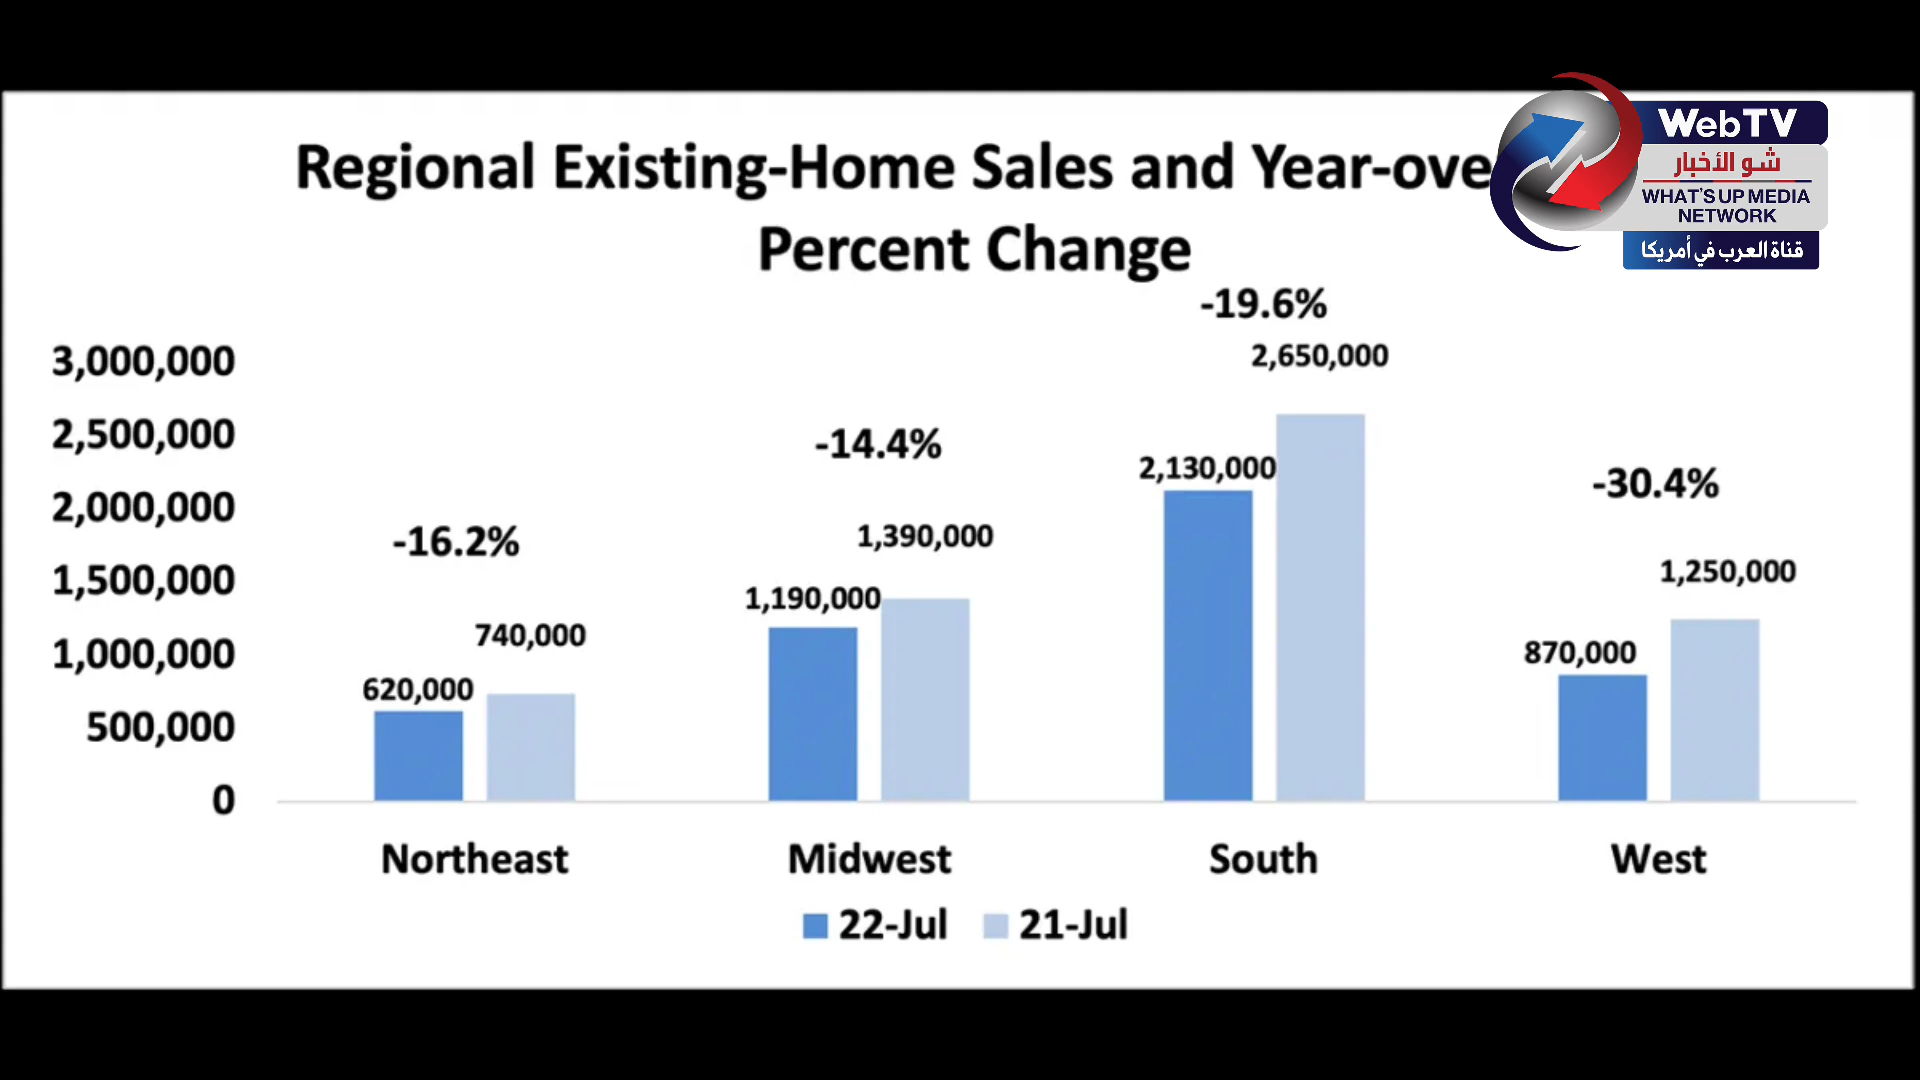 Regional Existing-Home Sales and Year-ove
Percent Change
WebTV
شو الأخبار
WHAT'S UP MEDIA
NETWORK
قناة العرب في أمريكا
3,000,000
2,500,000
2,000,000
1,500,000
1,000,000
500,000
0
-16.2%
620,000
740,000
-14.4%
1,190,000
1,390,000
-19.6%
2,130,000
2,650,000
-30.4%
870,000
1,250,000
Northeast
Midwest
South
West
22-Jul
21-Jul